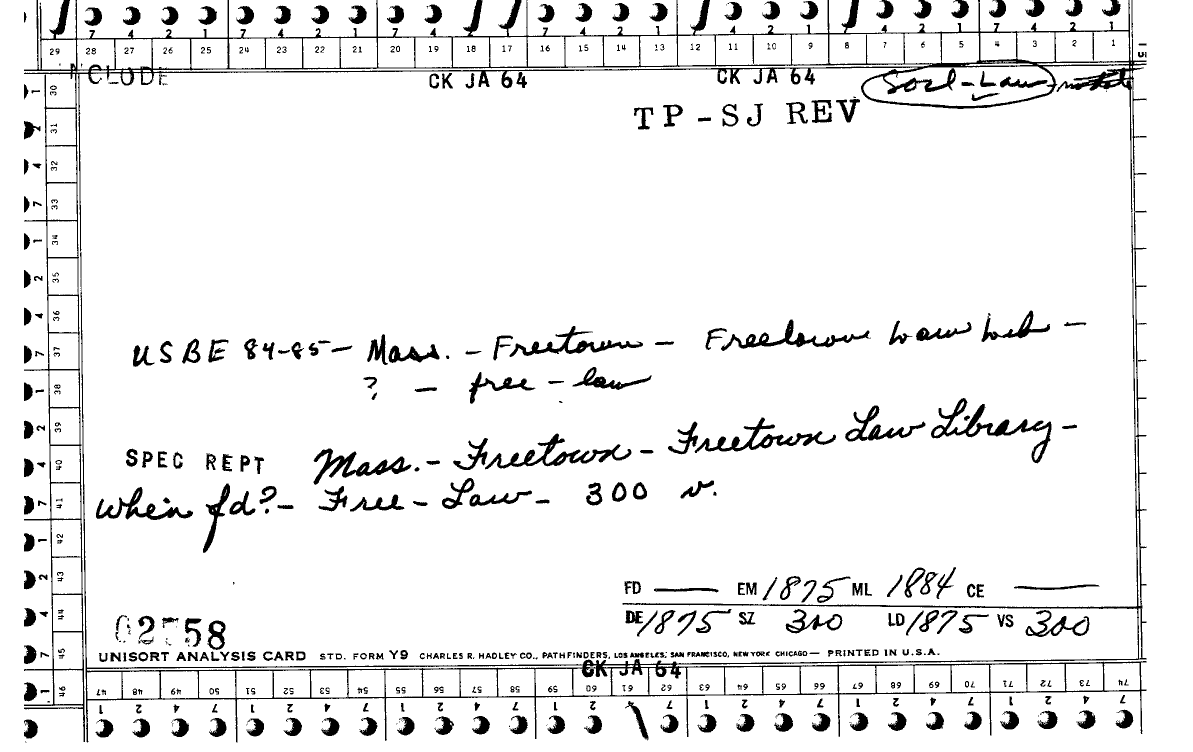 7 4 2 1 7 4 2 1 7 4 2 1 7 4 2 1 7 4 2 1 7 4 2 1
29 28 27 26 25 24 23 22 21 20 19 18 17 16 15 14 13 12 11 10 9 8 7 6 5 4 3 2 1
NCLUDE CK JA 64 CK JA 64 Socl-Law
TP-SJ REV
30
31
32
33
34
35
36
37
38
39
40
41
42
43
44
45
46
USBE 84-85- Mass. - Freetown - Freetown Law Lib -
? - free - law
SPEC REPT Mass. - Freetown - Freetown Law Library -
when fd? - Free - Law - 300 v.
FD — EM 1875 ML 1884 CE —
DE 1875 SZ 300 LD 1875 VS 300
02758
UNISORT ANALYSIS CARD STD. FORM Y9 CHARLES R. HADLEY CO., PATHFINDERS, LOS ANGELES, SAN FRANCISCO, NEW YORK CHICAGO — PRINTED IN U.S.A.
CK JA 64
47 48 49 50 51 52 53 54 55 56 57 58 59 60 61 62 63 64 65 66 67 68 69 70 71 72 73 74
1 2 4 7 1 2 4 7 1 2 4 7 1 2 7 1 2 4 7 1 2 4 7 1 2 4 7